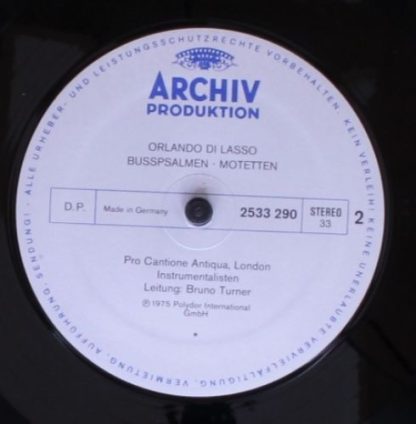 ALLE URHEBER- UND LEISTUNGSSCHUTZRECHTE VORBEHALTEN · KEIN VERLEIH! KEINE UNERLAUBTE VERVIELFÄLTIGUNG, VERMIETUNG, AUFFÜHRUNG, SENDUNG!
ARCHIV
PRODUKTION
ORLANDO DI LASSO
BUSSPSALMEN · MOTETTEN
D.P. Made in Germany 2533 290 STEREO 33 2
Pro Cantione Antiqua, London
Instrumentalisten
Leitung: Bruno Turner
℗ 1975 Polydor International
GmbH